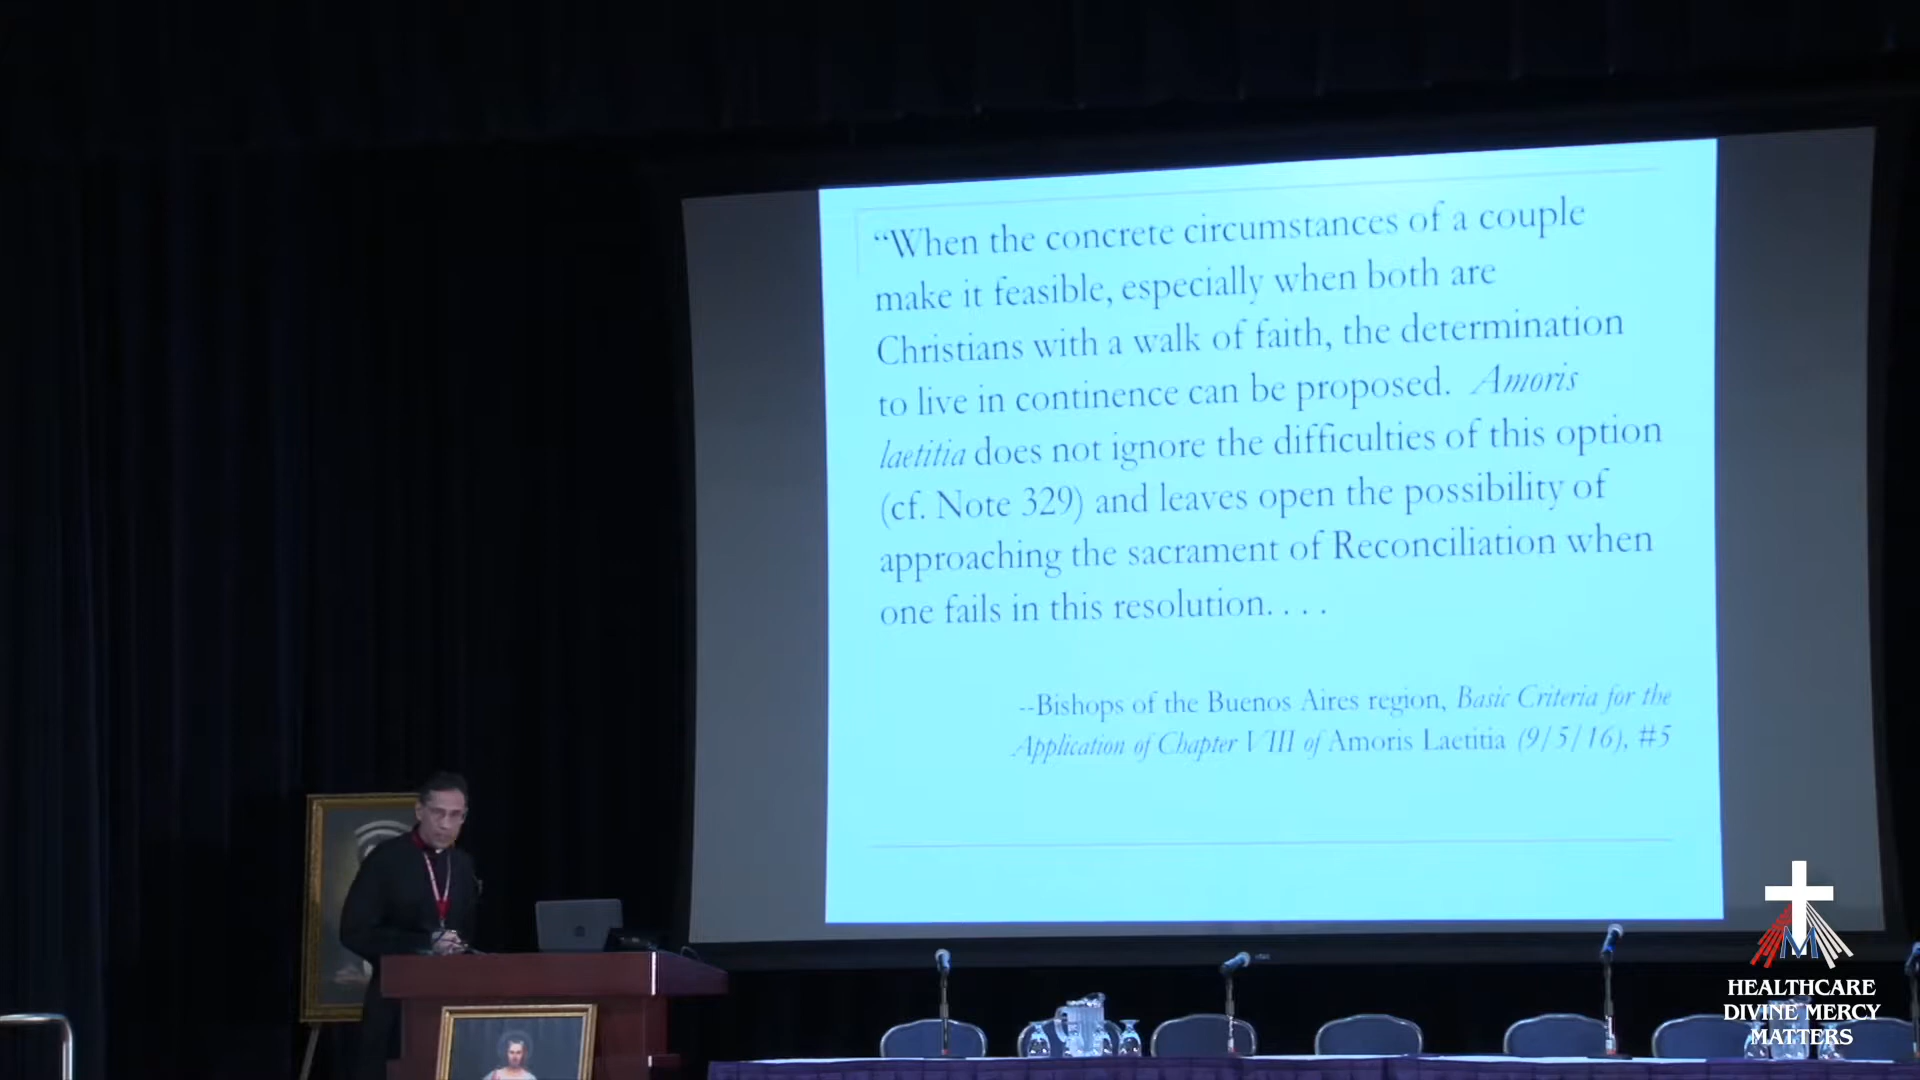 “When the concrete circumstances of a couple
make it feasible, especially when both are
Christians with a walk of faith, the determination
to live in continence can be proposed. Amoris
laetitia does not ignore the difficulties of this option
(cf. Note 329) and leaves open the possibility of
approaching the sacrament of Reconciliation when
one fails in this resolution. . . .
--Bishops of the Buenos Aires region, Basic Criteria for the
Application of Chapter VIII of Amoris Laetitia (9/5/16), #5
M
HEALTHCARE
DIVINE MERCY
MATTERS